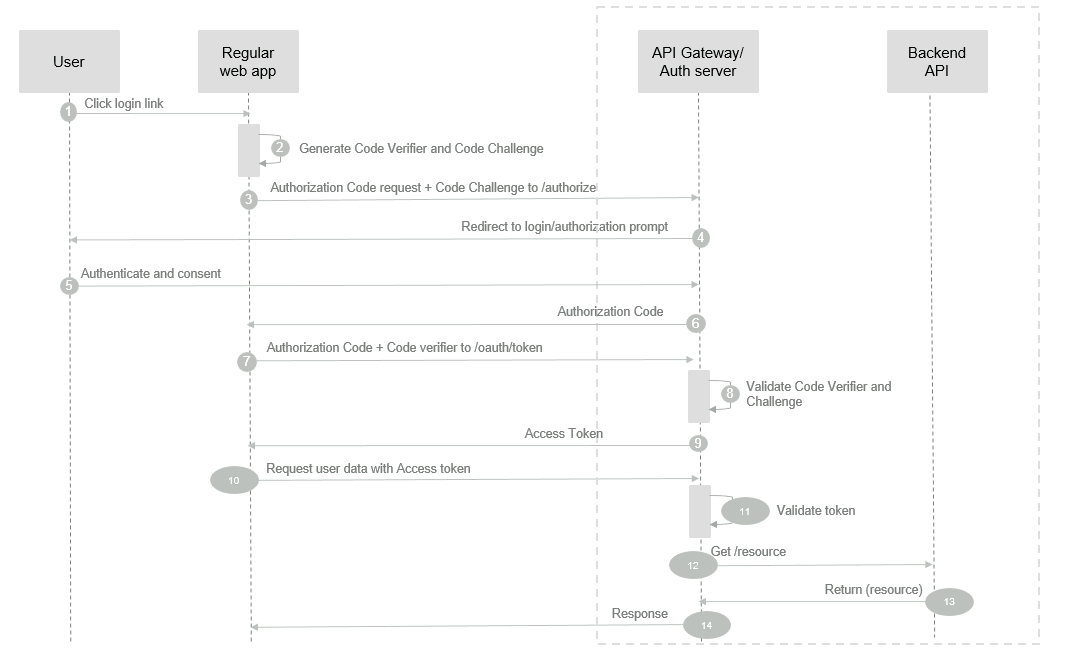 User
Regular
web app
API Gateway/
Auth server
Backend
API
1
Click login link
2
Generate Code Verifier and Code Challenge
3
Authorization Code request + Code Challenge to /authorize
Redirect to login/authorization prompt
4
5
Authenticate and consent
Authorization Code
6
7
Authorization Code + Code verifier to /oauth/token
8
Validate Code Verifier and
Challenge
Access Token
9
10
Request user data with Access token
11
Validate token
12
Get /resource
Return (resource)
13
Response
14